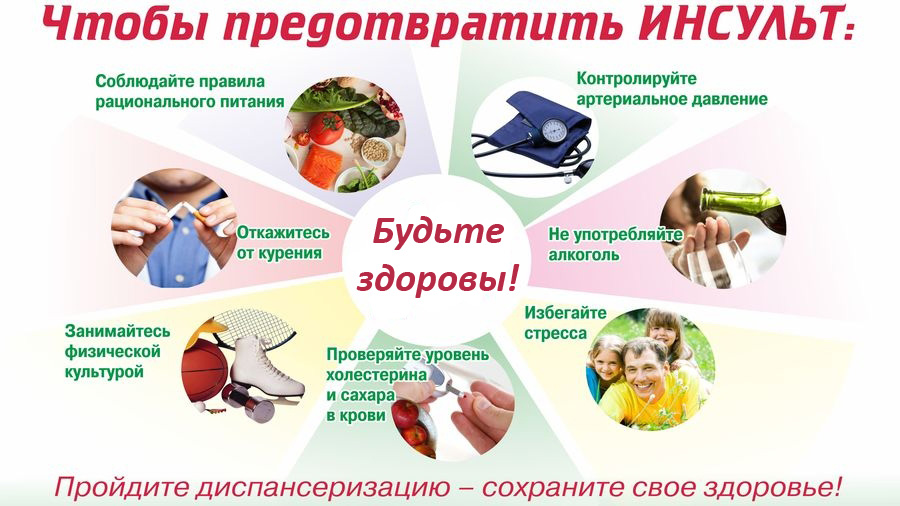 Чтобы предотвратить ИНСУЛЬТ:
Соблюдайте правила
рационального питания
Контролируйте
артериальное давление
Откажитесь
от курения
Будьте
здоровы!
Не употребляйте
алкоголь
Занимайтесь
физической
культурой
Проверяйте уровень
холестерина
и сахара
в крови
Избегайте
стресса
Пройдите диспансеризацию – сохраните свое здоровье!